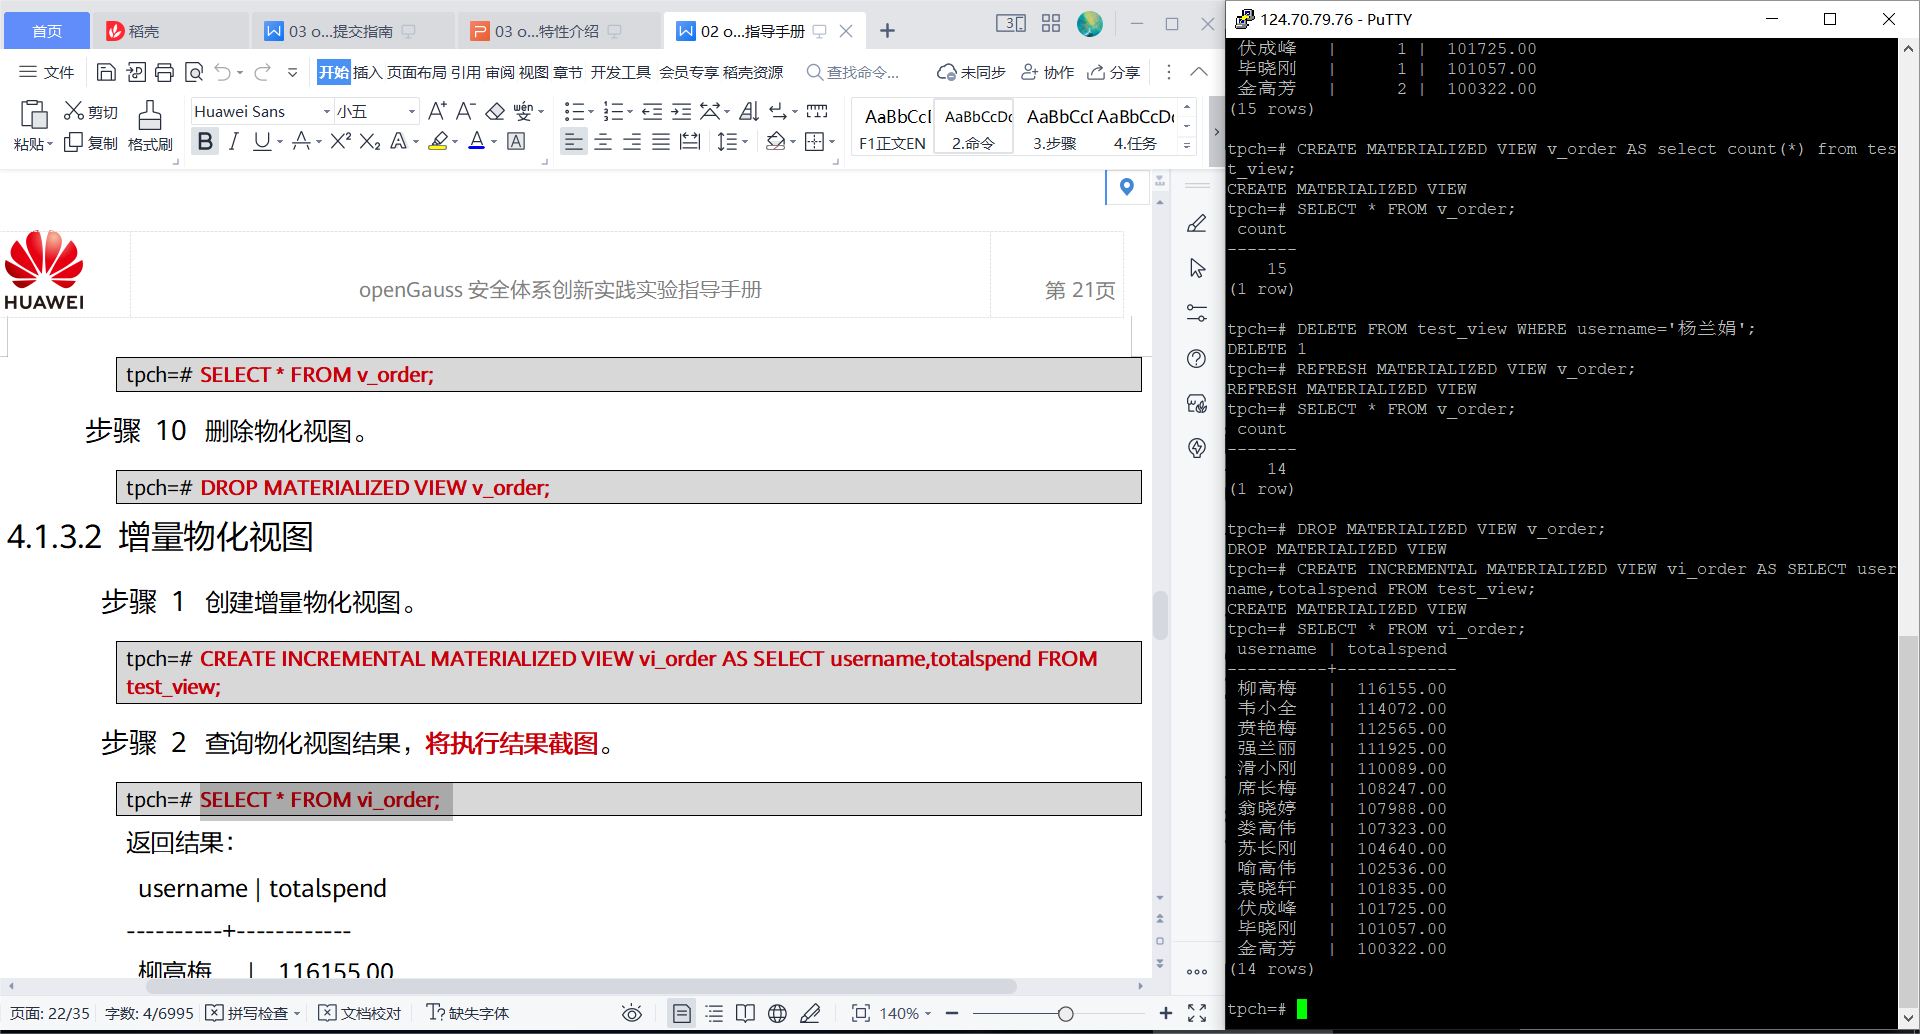 首页
稻壳
03 o...提交指南
03 o...特性介绍
02 o...指导手册
文件
开始 插入 页面布局 引用 审阅 视图 章节 开发工具 会员专享 稻壳资源
查找命令...
未同步 协作 分享
粘贴
剪切
复制
格式刷
Huawei Sans
小五
AaBbCcI AaBbCcDc AaBbCcI AaBbCcDc
F1正文EN 2.命令 3.步骤 4.任务
HUAWEI
openGauss 安全体系创新实践实验指导手册
第 21页
tpch=# SELECT * FROM v_order;
步骤 10 删除物化视图。
tpch=# DROP MATERIALIZED VIEW v_order;
4.1.3.2 增量物化视图
步骤 1 创建增量物化视图。
tpch=# CREATE INCREMENTAL MATERIALIZED VIEW vi_order AS SELECT username,totalspend FROM
test_view;
步骤 2 查询物化视图结果，将执行结果截图。
tpch=# SELECT * FROM vi_order;
返回结果：
username | totalspend
----------+------------
柳高梅 | 116155.00
页面: 22/35 字数: 4/6995 拼写检查 文档校对 缺失字体 140%
124.70.79.76 - PuTTY
伏成峰 | 1 | 101725.00
毕晓刚 | 1 | 101057.00
金高芳 | 2 | 100322.00
(15 rows)
tpch=# CREATE MATERIALIZED VIEW v_order AS select count(*) from tes
t_view;
CREATE MATERIALIZED VIEW
tpch=# SELECT * FROM v_order;
count
-------
15
(1 row)
tpch=# DELETE FROM test_view WHERE username='杨兰娟';
DELETE 1
tpch=# REFRESH MATERIALIZED VIEW v_order;
REFRESH MATERIALIZED VIEW
tpch=# SELECT * FROM v_order;
count
-------
14
(1 row)
tpch=# DROP MATERIALIZED VIEW v_order;
DROP MATERIALIZED VIEW
tpch=# CREATE INCREMENTAL MATERIALIZED VIEW vi_order AS SELECT user
name,totalspend FROM test_view;
CREATE MATERIALIZED VIEW
tpch=# SELECT * FROM vi_order;
username | totalspend
----------+------------
柳高梅 | 116155.00
韦小全 | 114072.00
贲艳梅 | 112565.00
强兰丽 | 111925.00
滑小刚 | 110089.00
席长梅 | 108247.00
翁晓婷 | 107988.00
娄高伟 | 107323.00
苏长刚 | 104640.00
喻高伟 | 102536.00
袁晓轩 | 101835.00
伏成峰 | 101725.00
毕晓刚 | 101057.00
金高芳 | 100322.00
(14 rows)
tpch=#